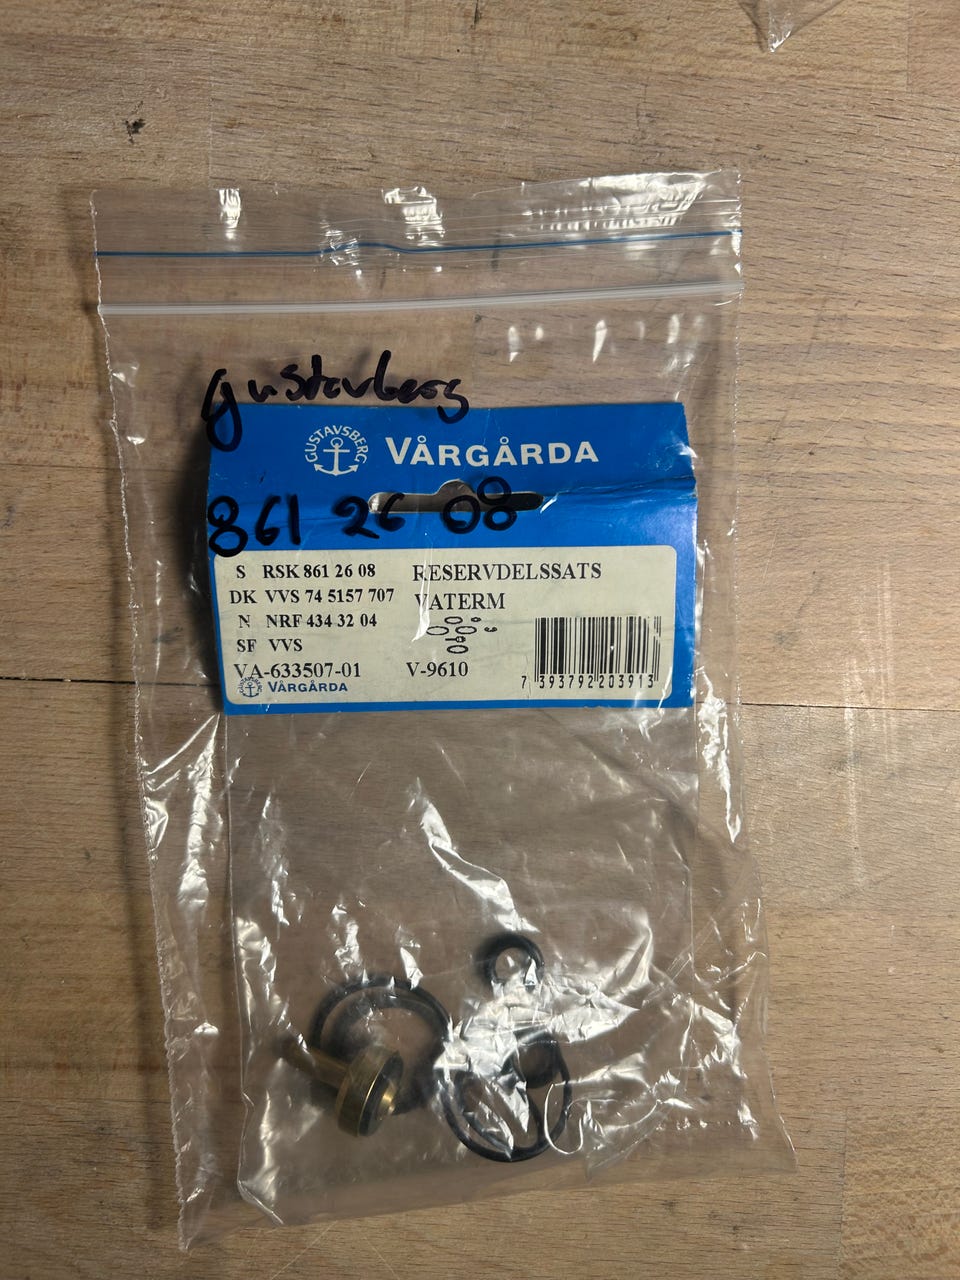 Gustavberg
GUSTAVSBERG VÅRGÅRDA
861 26 08
S RSK 861 26 08 RESERVDELSSATS
DK VVS 74 5157 707 VATERM
N NRF 434 32 04
SF VVS
VA-633507-01 V-9610
GUSTAVSBERG VÅRGÅRDA
7 393792 203913